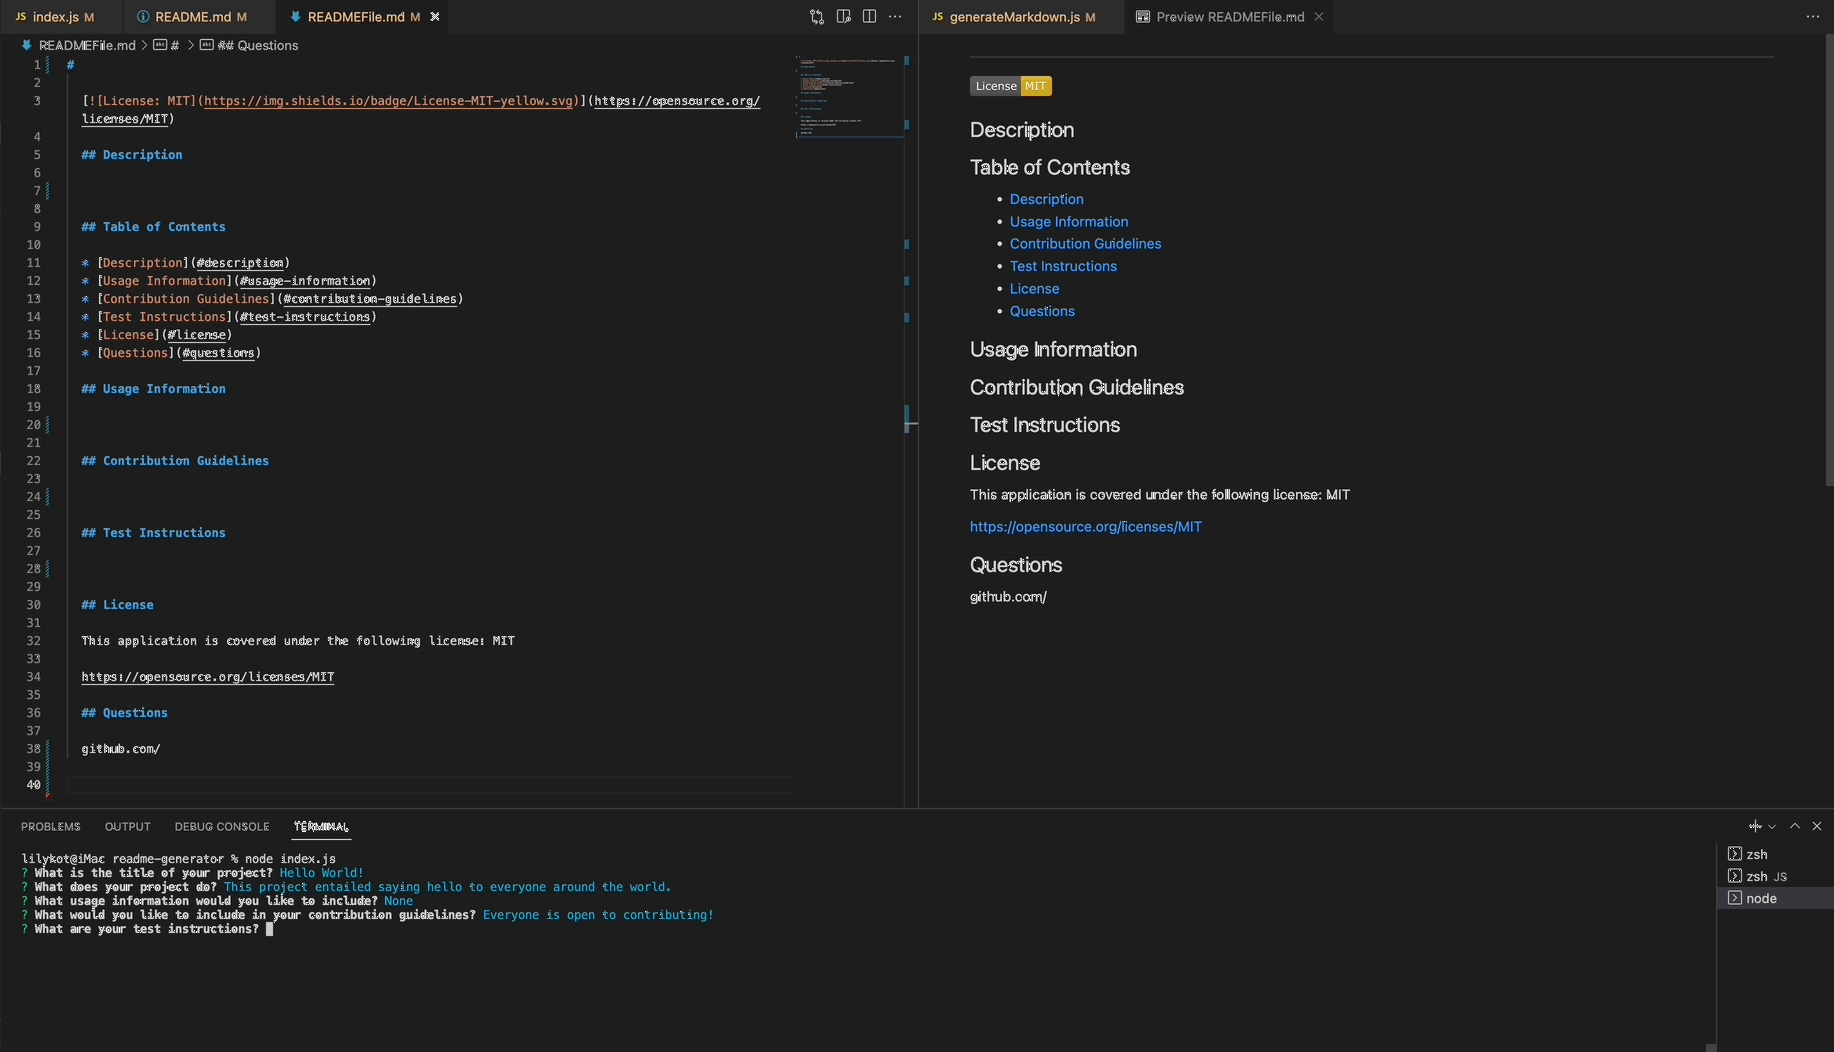 JS index.js M
README.md M
READMEFile.md M
READMEFile.md > # > ## Questions
1 #
2
3 [![License: MIT](https://img.shields.io/badge/License-MIT-yellow.svg)](https://opensource.org/
licenses/MIT)
4
5 ## Description
6
7
8
9 ## Table of Contents
10
11 * [Description](#description)
12 * [Usage Information](#usage-information)
13 * [Contribution Guidelines](#contribution-guidelines)
14 * [Test Instructions](#test-instructions)
15 * [License](#license)
16 * [Questions](#questions)
17
18 ## Usage Information
19
20
21
22 ## Contribution Guidelines
23
24
25
26 ## Test Instructions
27
28
29
30 ## License
31
32 This application is covered under the following license: MIT
33
34 https://opensource.org/licenses/MIT
35
36 ## Questions
37
38 github.com/
39
40
JS generateMarkdown.js M
Preview READMEFile.md
License MIT
Description
Table of Contents
• Description
• Usage Information
• Contribution Guidelines
• Test Instructions
• License
• Questions
Usage Information
Contribution Guidelines
Test Instructions
License
This application is covered under the following license: MIT
https://opensource.org/licenses/MIT
Questions
github.com/
PROBLEMS OUTPUT DEBUG CONSOLE TERMINAL
lilykot@iMac readme-generator % node index.js
? What is the title of your project? Hello World!
? What does your project do? This project entailed saying hello to everyone around the world.
? What usage information would you like to include? None
? What would you like to include in your contribution guidelines? Everyone is open to contributing!
? What are your test instructions?
zsh
zsh JS
node